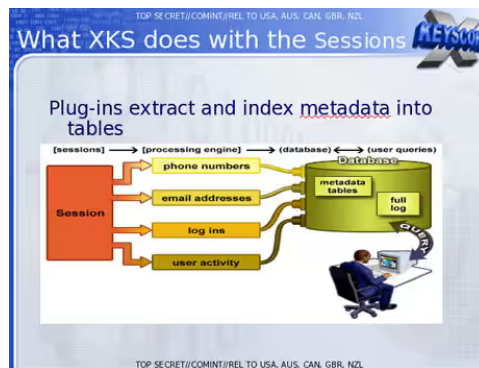 TOP SECRET//COMINT//REL TO USA, AUS, CAN, GBR, NZL
What XKS does with the Sessions
KEYSCORE
X
Plug-ins extract and index metadata into
tables
[sessions] [processing engine] (database) (user queries)
phone numbers
email addresses
Session
log ins
user activity
Database
metadata
tables
full
log
QUERY
TOP SECRET//COMINT//REL TO USA, AUS, CAN, GBR, NZL